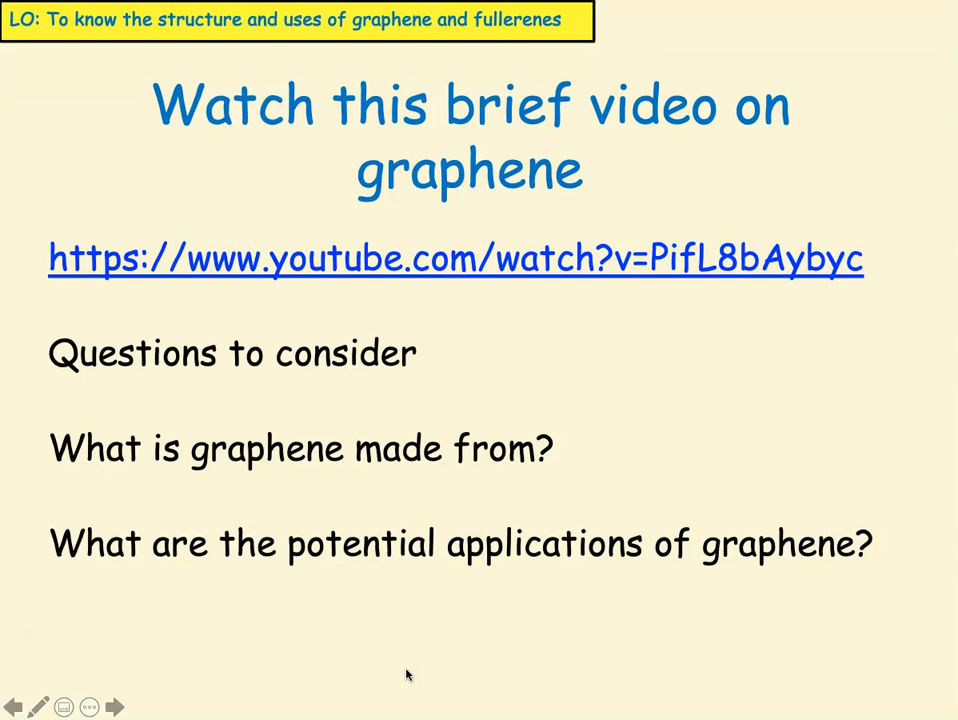 LO: To know the structure and uses of graphene and fullerenes
Watch this brief video on
graphene
https://www.youtube.com/watch?v=PifL8bAybyc
Questions to consider
What is graphene made from?
What are the potential applications of graphene?